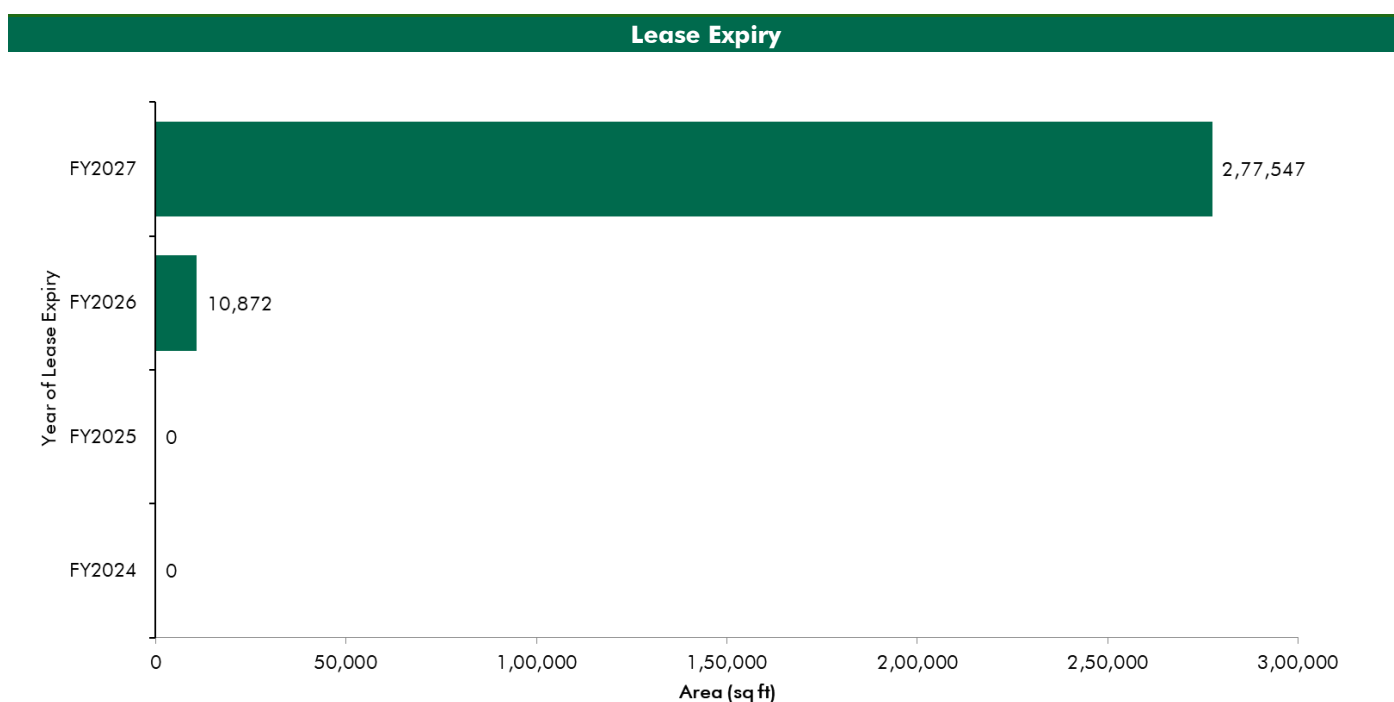 Lease Expiry
Year of Lease Expiry
FY2027
2,77,547
FY2026
10,872
FY2025
0
FY2024
0
0
50,000
1,00,000
1,50,000
2,00,000
2,50,000
3,00,000
Area (sq ft)